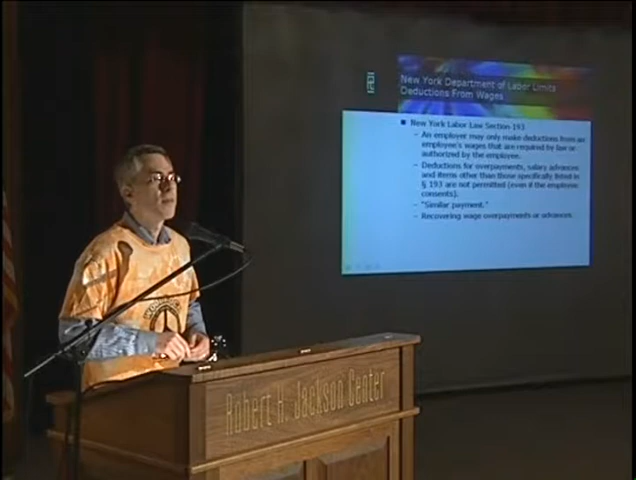 New York Department of Labor Limits
Deductions From Wages
New York Labor Law Section 193
– An employer may only make deductions from an
employee's wages that are required by law or
authorized by the employee.
– Deductions for overpayments, salary advances
and items other than those specifically listed in
§ 193 are not permitted (even if the employee
consents).
– "Similar payment."
– Recovering wage overpayments or advances.
Robert H. Jackson Center